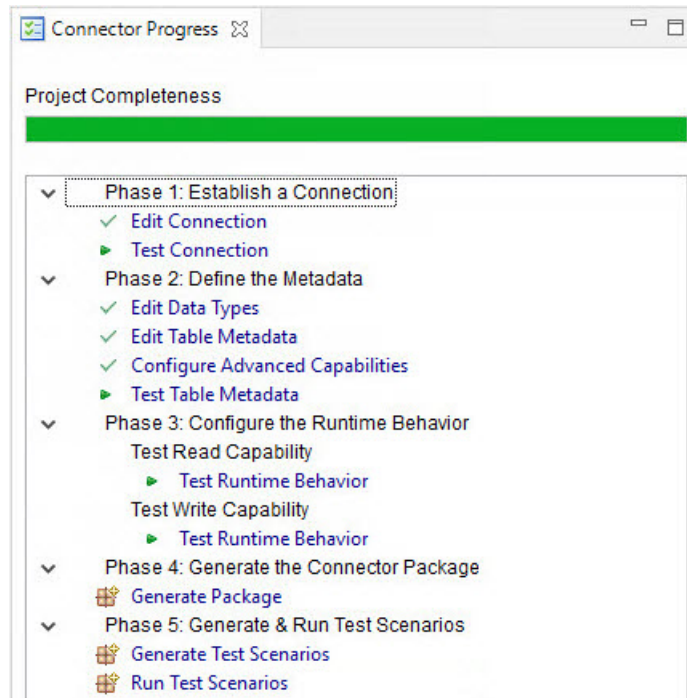 Connector Progress
Project Completeness
Phase 1: Establish a Connection
Edit Connection
Test Connection
Phase 2: Define the Metadata
Edit Data Types
Edit Table Metadata
Configure Advanced Capabilities
Test Table Metadata
Phase 3: Configure the Runtime Behavior
Test Read Capability
Test Runtime Behavior
Test Write Capability
Test Runtime Behavior
Phase 4: Generate the Connector Package
Generate Package
Phase 5: Generate & Run Test Scenarios
Generate Test Scenarios
Run Test Scenarios